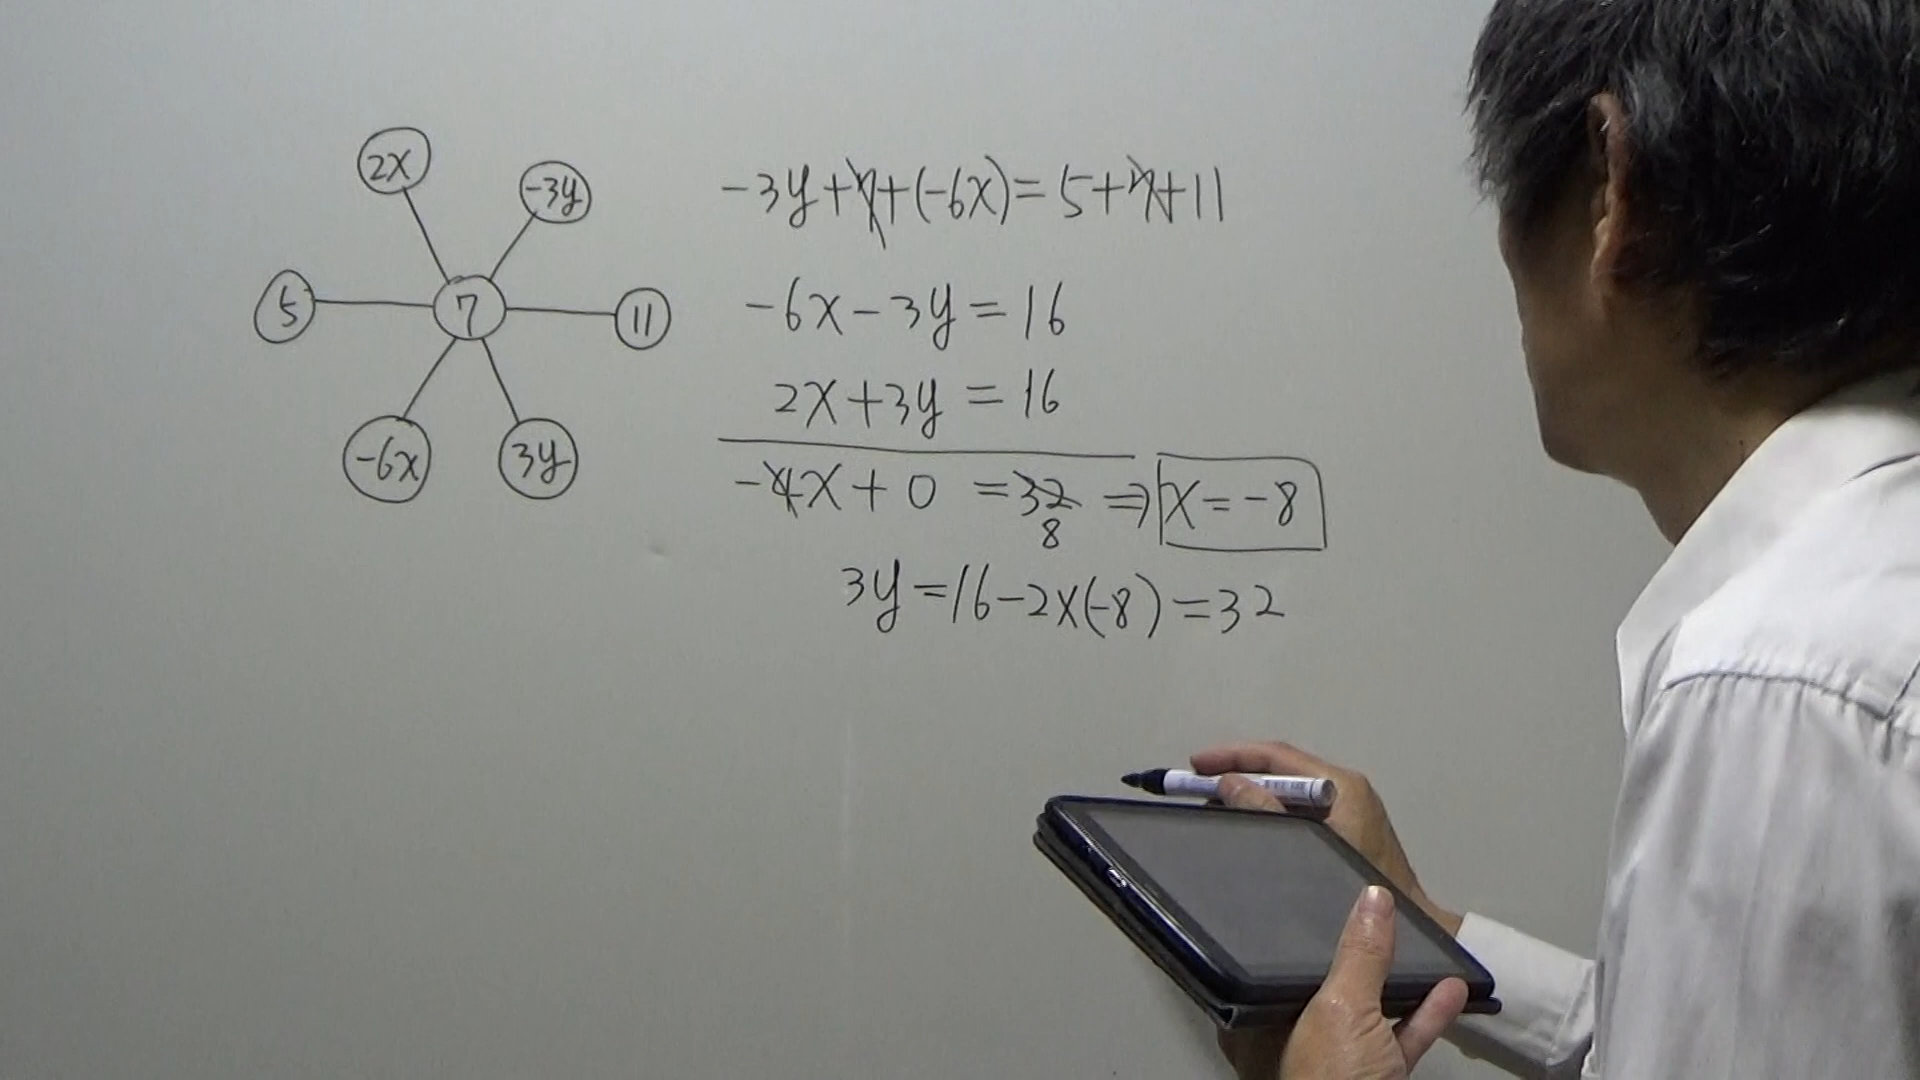 2x
-3y
5
7
11
-6x
3y
-3y+7+(-6x)=5+7+11
-6x-3y=16
2x+3y=16
-4x+0=32 8 ⇒ x=-8
3y=16-2×(-8)=32